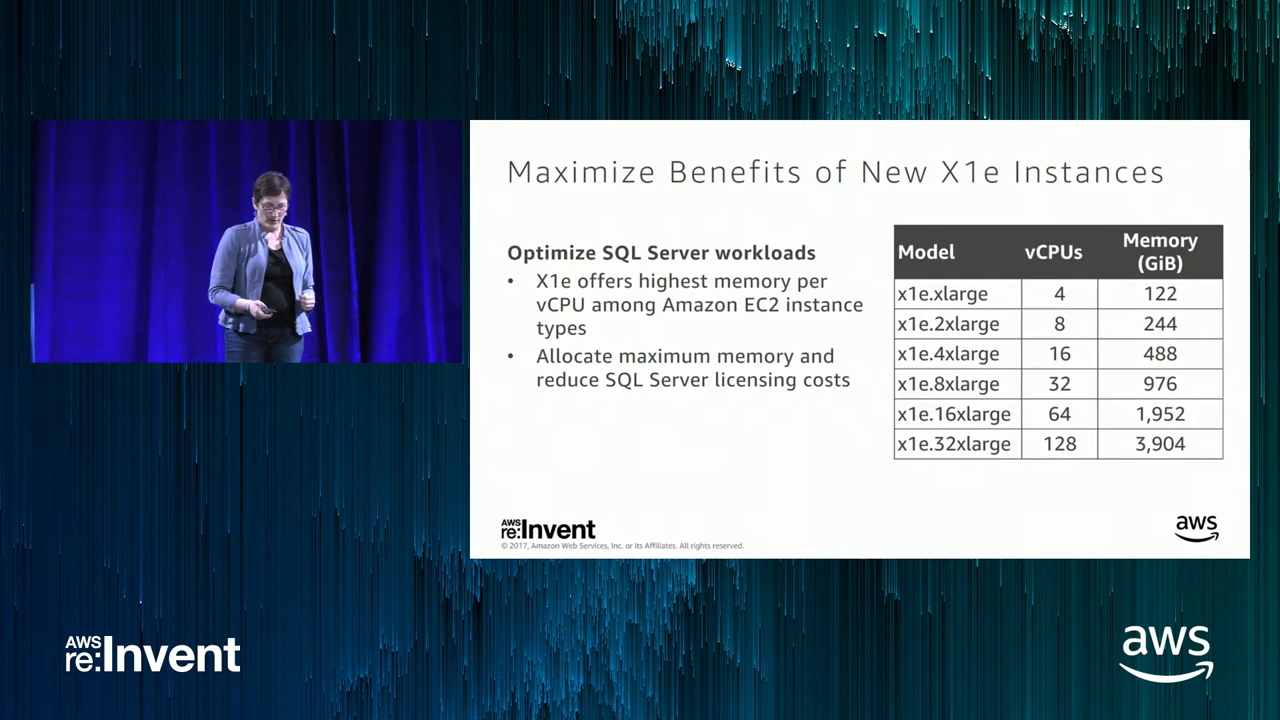 Maximize Benefits of New X1e Instances
Optimize SQL Server workloads
• X1e offers highest memory per
vCPU among Amazon EC2 instance
types
• Allocate maximum memory and
reduce SQL Server licensing costs
Model vCPUs Memory
(GiB)
x1e.xlarge 4 122
x1e.2xlarge 8 244
x1e.4xlarge 16 488
x1e.8xlarge 32 976
x1e.16xlarge 64 1,952
x1e.32xlarge 128 3,904
AWS
re:Invent
© 2017, Amazon Web Services, Inc. or its Affiliates. All rights reserved.
aws
AWS
re:Invent
aws